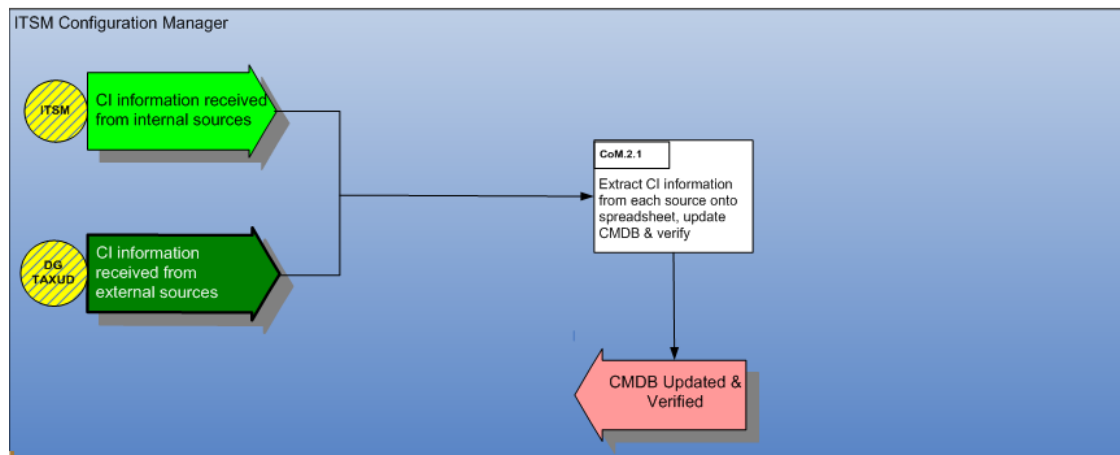 ITSM Configuration Manager
ITSM
CI information received
from internal sources
CoM.2.1
Extract CI information
from each source onto
spreadsheet, update
CMDB & verify
DG
TAXUD
CI information
received from
external sources
CMDB Updated &
Verified